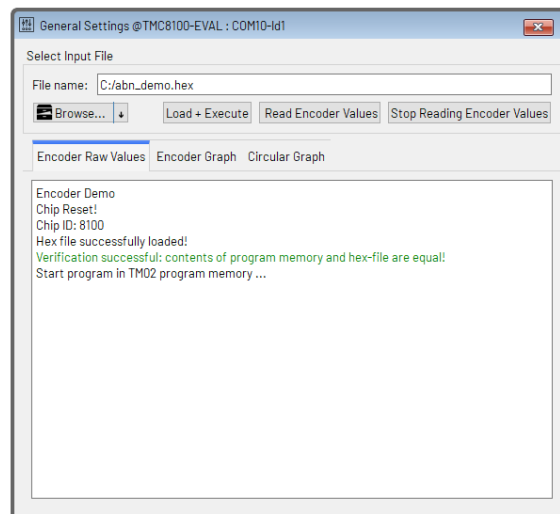 General Settings @TMC8100-EVAL : COM10-Id1
Select Input File
File name: C:/abn_demo.hex
Browse... Load + Execute Read Encoder Values Stop Reading Encoder Values
Encoder Raw Values Encoder Graph Circular Graph
Encoder Demo
Chip Reset!
Chip ID: 8100
Hex file successfully loaded!
Verification successful: contents of program memory and hex-file are equal!
Start program in TM02 program memory ...